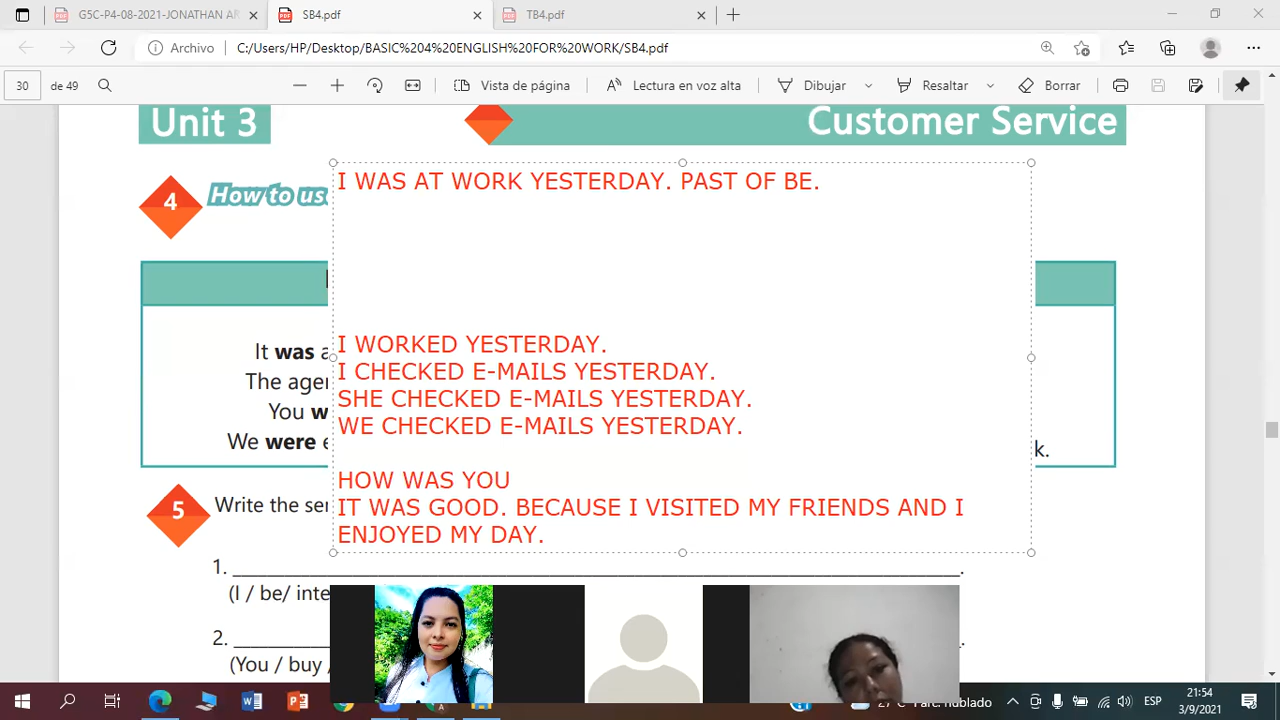 G5C-P4-08-2021-JONATHAN AR
SB4.pdf
TB4.pdf
Archivo
C:/Users/HP/Desktop/BASIC%204%20ENGLISH%20FOR%20WORK/SB4.pdf
30
de 49
Vista de página
Lectura en voz alta
Dibujar
Resaltar
Borrar
Unit 3
Customer Service
4
How to us
I WAS AT WORK YESTERDAY. PAST OF BE.
I WORKED YESTERDAY.
It was a
I CHECKED E-MAILS YESTERDAY.
The ager
SHE CHECKED E-MAILS YESTERDAY.
You w
WE CHECKED E-MAILS YESTERDAY.
We were e
k.
HOW WAS YOU
5
Write the ser
IT WAS GOOD. BECAUSE I VISITED MY FRIENDS AND I
ENJOYED MY DAY.
1. ______.
(I / be/ inte
2. ______.
(You / buy
ESP
21:54
3/9/2021